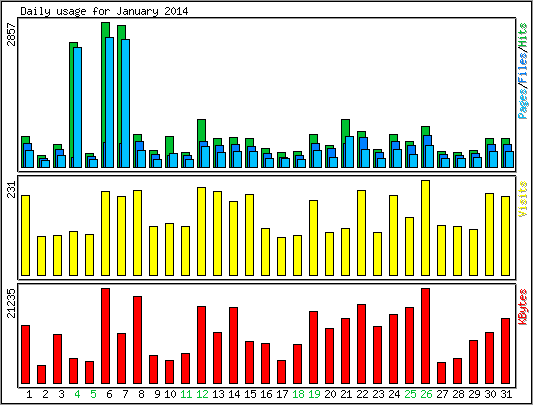 Daily usage for January 2014
2857
Pages/Files/Hits
231
Visits
21235
KBytes
1 2 3 4 5 6 7 8 9 10 11 12 13 14 15 16 17 18 19 20 21 22 23 24 25 26 27 28 29 30 31